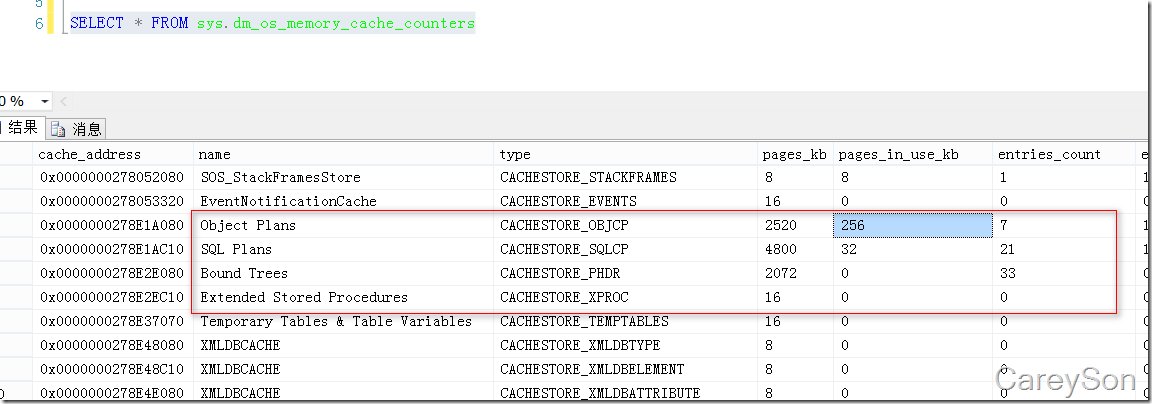 5
6 SELECT * FROM sys.dm_os_memory_cache_counters
0 %
结果 消息
cache_address name type pages_kb pages_in_use_kb entries_count e
0x0000000278052080 SOS_StackFramesStore CACHESTORE_STACKFRAMES 8 8 1 1
0x0000000278053320 EventNotificationCache CACHESTORE_EVENTS 16 0 0 0
0x0000000278E1A080 Object Plans CACHESTORE_OBJCP 2520 256 7 1
0x0000000278E1AC10 SQL Plans CACHESTORE_SQLCP 4800 32 21 1
0x0000000278E2E080 Bound Trees CACHESTORE_PHDR 2072 0 33 0
0x0000000278E2EC10 Extended Stored Procedures CACHESTORE_XPROC 16 0 0 0
0x0000000278E37070 Temporary Tables & Table Variables CACHESTORE_TEMPTABLES 16 0 0 0
0x0000000278E48080 XMLDBCACHE CACHESTORE_XMLDBTYPE 8 0 0 0
0x0000000278E48C10 XMLDBCACHE CACHESTORE_XMLDBELEMENT 8 0 0 0
0x0000000278E4E080 XMLDBCACHE CACHESTORE_XMLDBATTRIBUTE 8 0 0 0
CareySon